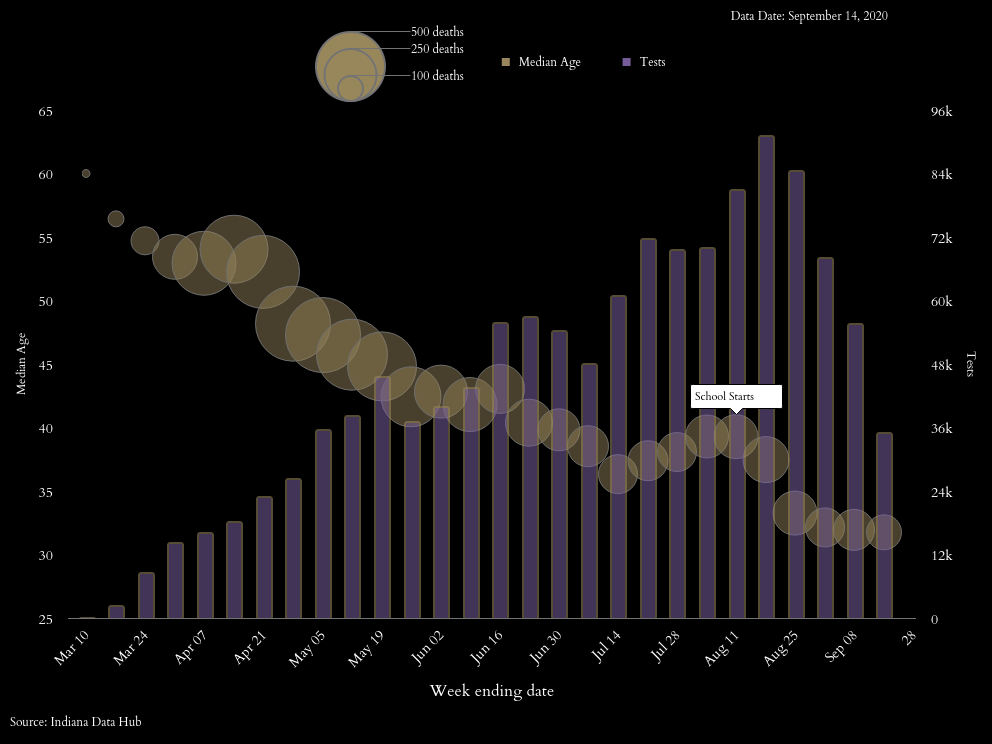 Data Date: September 14, 2020
500 deaths
250 deaths
100 deaths
Median Age
Tests
65
60
55
50
45
40
35
30
25
96k
84k
72k
60k
48k
36k
24k
12k
0
Median Age
Tests
School Starts
Mar 10
Mar 24
Apr 07
Apr 21
May 05
May 19
Jun 02
Jun 16
Jun 30
Jul 14
Jul 28
Aug 11
Aug 25
Sep 08
28
Week ending date
Source: Indiana Data Hub